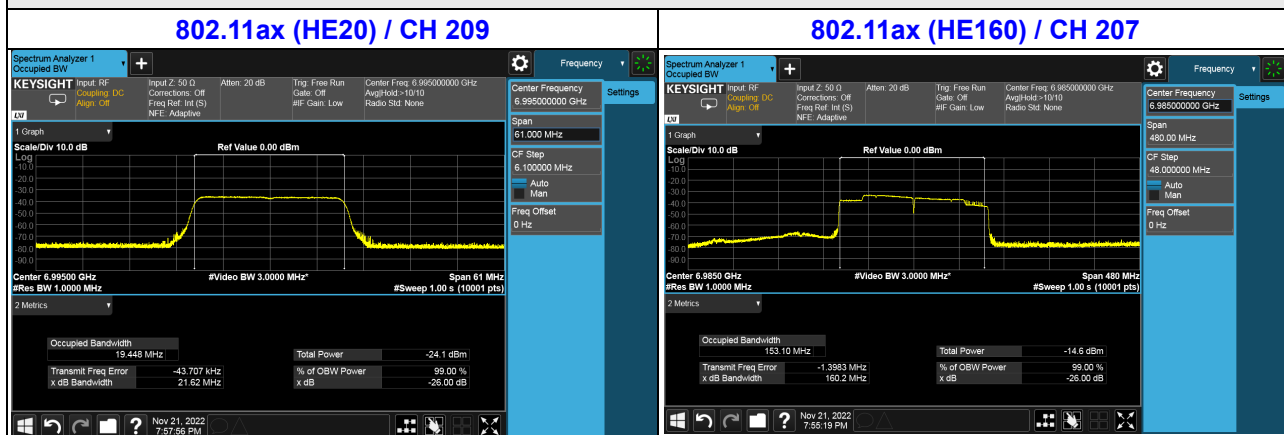 802.11ax (HE20) / CH 209
Spectrum Analyzer 1
Occupied BW
KEYSIGHT
Input: RF
Coupling: DC
Align: Off
Input Z: 50 Ω
Corrections: Off
Freq Ref: Int (S)
NFE: Adaptive
Atten: 20 dB
Trig: Free Run
Gate: Off
#IF Gain: Low
Center Freq: 6.995000000 GHz
Avg|Hold:>10/10
Radio Std: None
LXI
1 Graph
Scale/Div 10.0 dB
Ref Value 0.00 dBm
Log
-10.0
-20.0
-30.0
-40.0
-50.0
-60.0
-70.0
-80.0
-90.0
Center 6.99500 GHz
#Video BW 3.0000 MHz*
Span 61 MHz
#Res BW 1.0000 MHz
#Sweep 1.00 s (10001 pts)
2 Metrics
Occupied Bandwidth
19.448 MHz
Total Power -24.1 dBm
Transmit Freq Error -43.707 kHz
% of OBW Power 99.00 %
x dB Bandwidth 21.62 MHz
x dB -26.00 dB
Nov 21, 2022
7:57:56 PM
Frequency
Settings
Center Frequency
6.995000000 GHz
Span
61.000 MHz
CF Step
6.100000 MHz
Auto
Man
Freq Offset
0 Hz
802.11ax (HE160) / CH 207
Spectrum Analyzer 1
Occupied BW
KEYSIGHT
Input: RF
Coupling: DC
Align: Off
Input Z: 50 Ω
Corrections: Off
Freq Ref: Int (S)
NFE: Adaptive
Atten: 20 dB
Trig: Free Run
Gate: Off
#IF Gain: Low
Center Freq: 6.985000000 GHz
Avg|Hold:>10/10
Radio Std: None
LXI
1 Graph
Scale/Div 10.0 dB
Ref Value 0.00 dBm
Log
-10.0
-20.0
-30.0
-40.0
-50.0
-60.0
-70.0
-80.0
-90.0
Center 6.9850 GHz
#Video BW 3.0000 MHz*
Span 480 MHz
#Res BW 1.0000 MHz
#Sweep 1.00 s (10001 pts)
2 Metrics
Occupied Bandwidth
153.10 MHz
Total Power -14.6 dBm
Transmit Freq Error -1.3983 MHz
% of OBW Power 99.00 %
x dB Bandwidth 160.2 MHz
x dB -26.00 dB
Nov 21, 2022
7:55:19 PM
Frequency
Settings
Center Frequency
6.985000000 GHz
Span
480.00 MHz
CF Step
48.000000 MHz
Auto
Man
Freq Offset
0 Hz